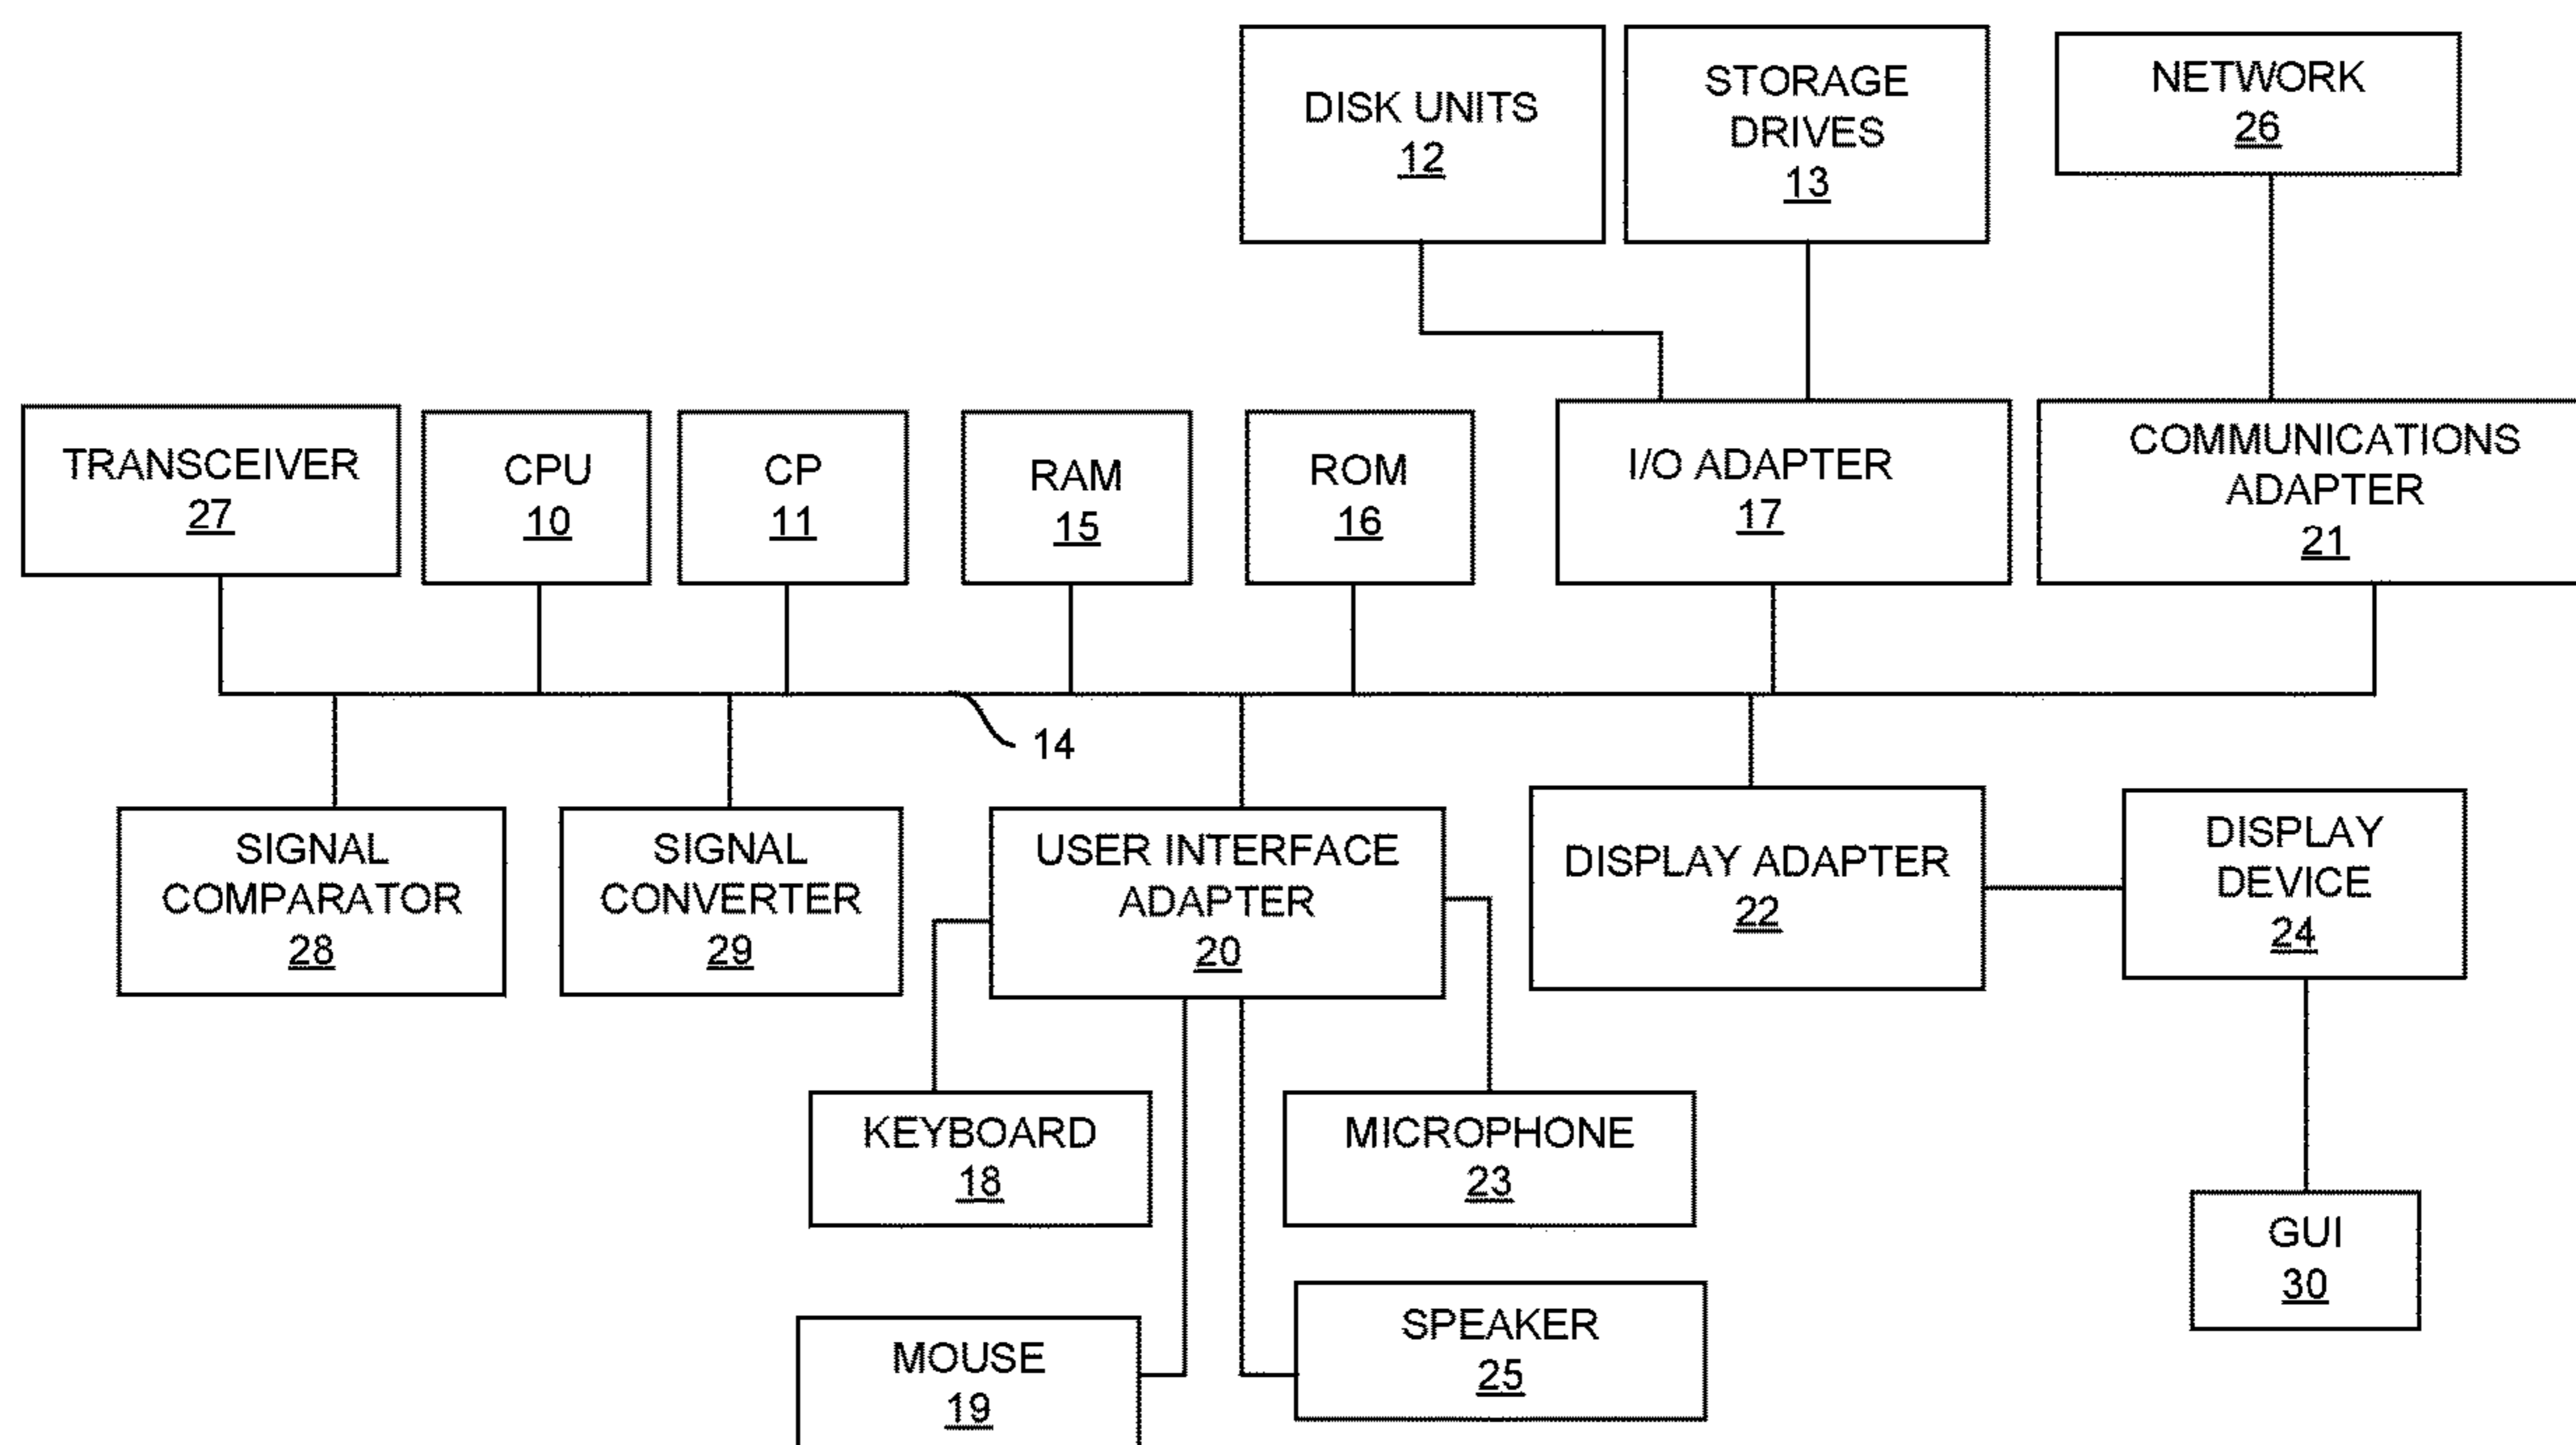 DISK UNITS
12
STORAGE
DRIVES
13
NETWORK
26
TRANSCEIVER
27
CPU
10
CP
11
RAM
15
ROM
16
I/O ADAPTER
17
COMMUNICATIONS
ADAPTER
21
14
SIGNAL
COMPARATOR
28
SIGNAL
CONVERTER
29
USER INTERFACE
ADAPTER
20
DISPLAY ADAPTER
22
DISPLAY
DEVICE
24
KEYBOARD
18
MICROPHONE
23
GUI
30
MOUSE
19
SPEAKER
25